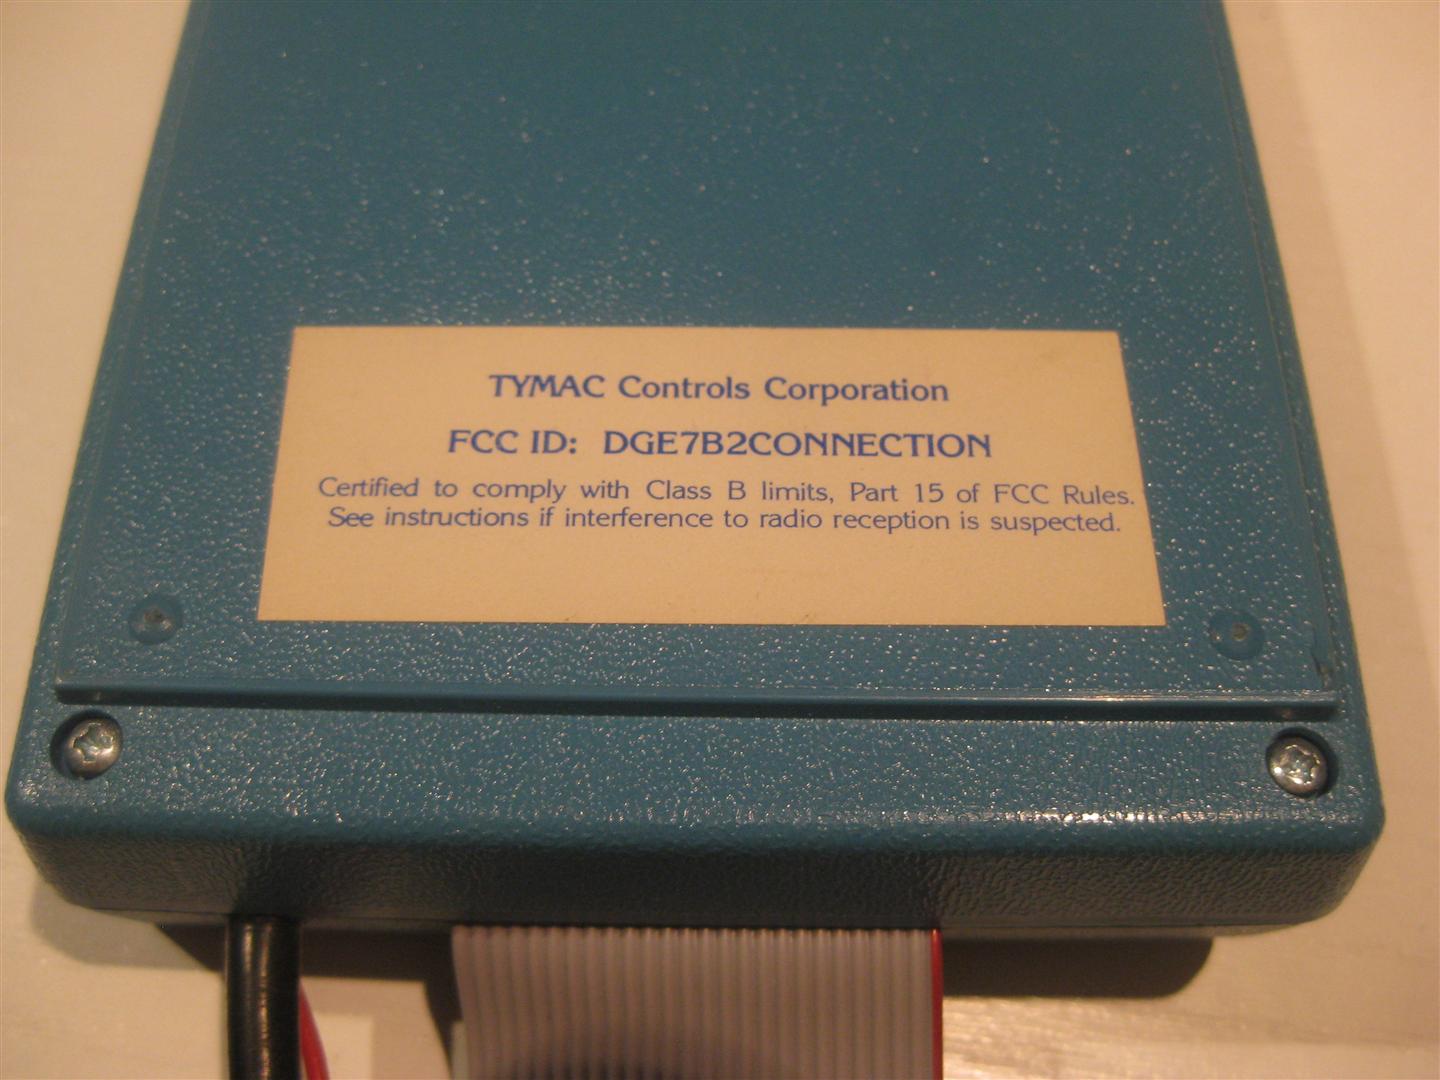 TYMAC Controls Corporation
FCC ID: DGE7B2CONNECTION
Certified to comply with Class B limits, Part 15 of FCC Rules.
See instructions if interference to radio reception is suspected.